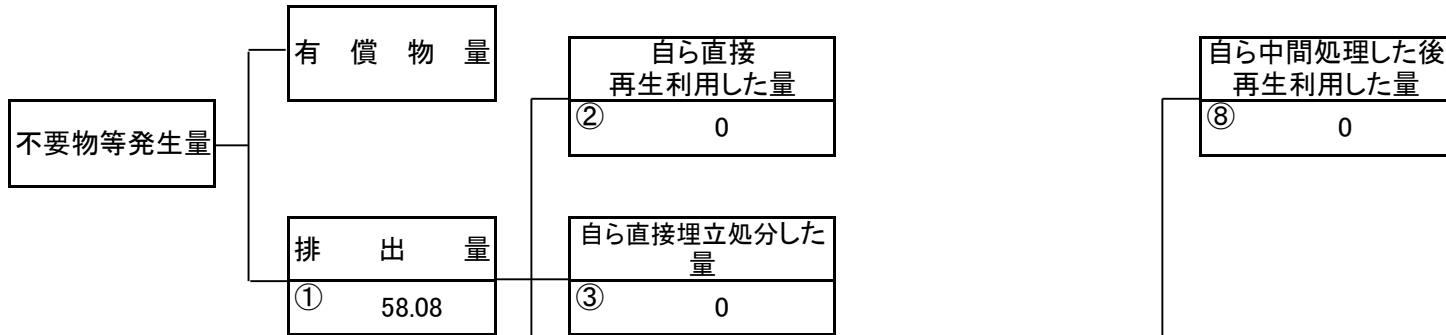 有償物量
自ら直接
再生利用した量
② 0
自ら中間処理した後
再生利用した量
⑧ 0
不要物等発生量
排出量
① 58.08
自ら直接埋立処分した
量
③ 0